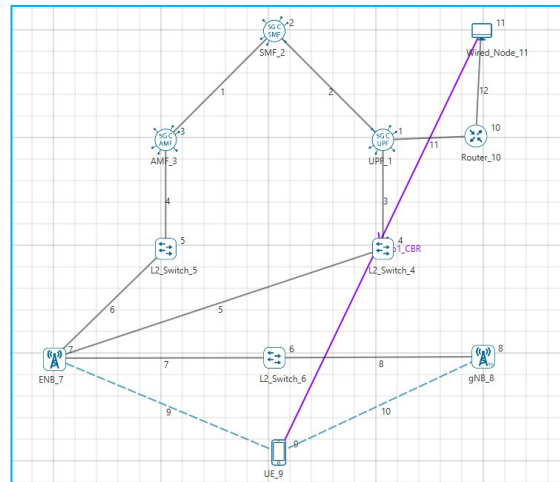 2
5G C
SMF
SMF_2
11
Wired_Node_11
1
2
12
3
5G C
AMF
AMF_3
1
5G C
UPF
UPF_1
11
10
Router_10
4
3
5
L2_Switch_5
4
p1_CBR
L2_Switch_4
6
5
7
ENB_7
7
6
L2_Switch_6
8
8
gNB_8
9
10
9
UE_9